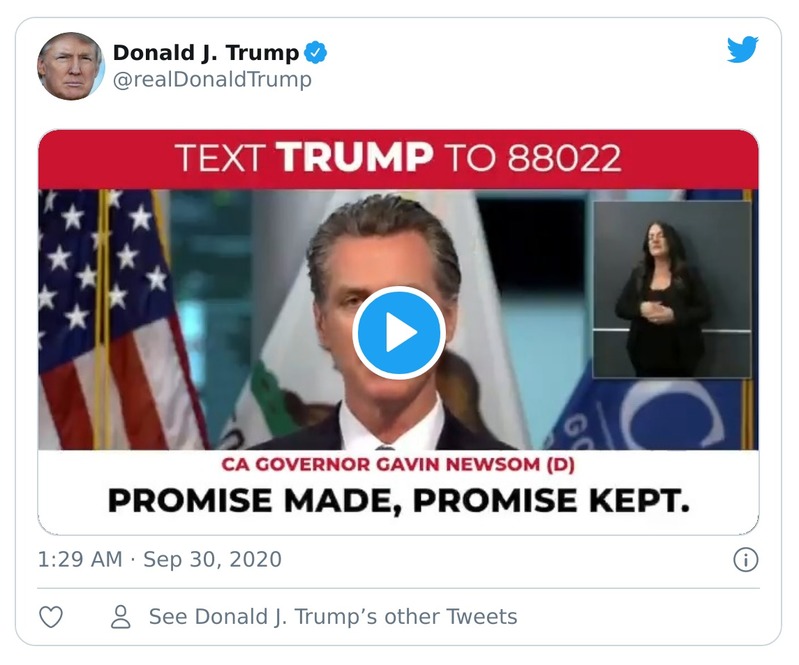 Donald J. Trump
@realDonaldTrump
TEXT TRUMP TO 88022
CA GOVERNOR GAVIN NEWSOM (D)
PROMISE MADE, PROMISE KEPT.
1:29 AM · Sep 30, 2020
See Donald J. Trump’s other Tweets